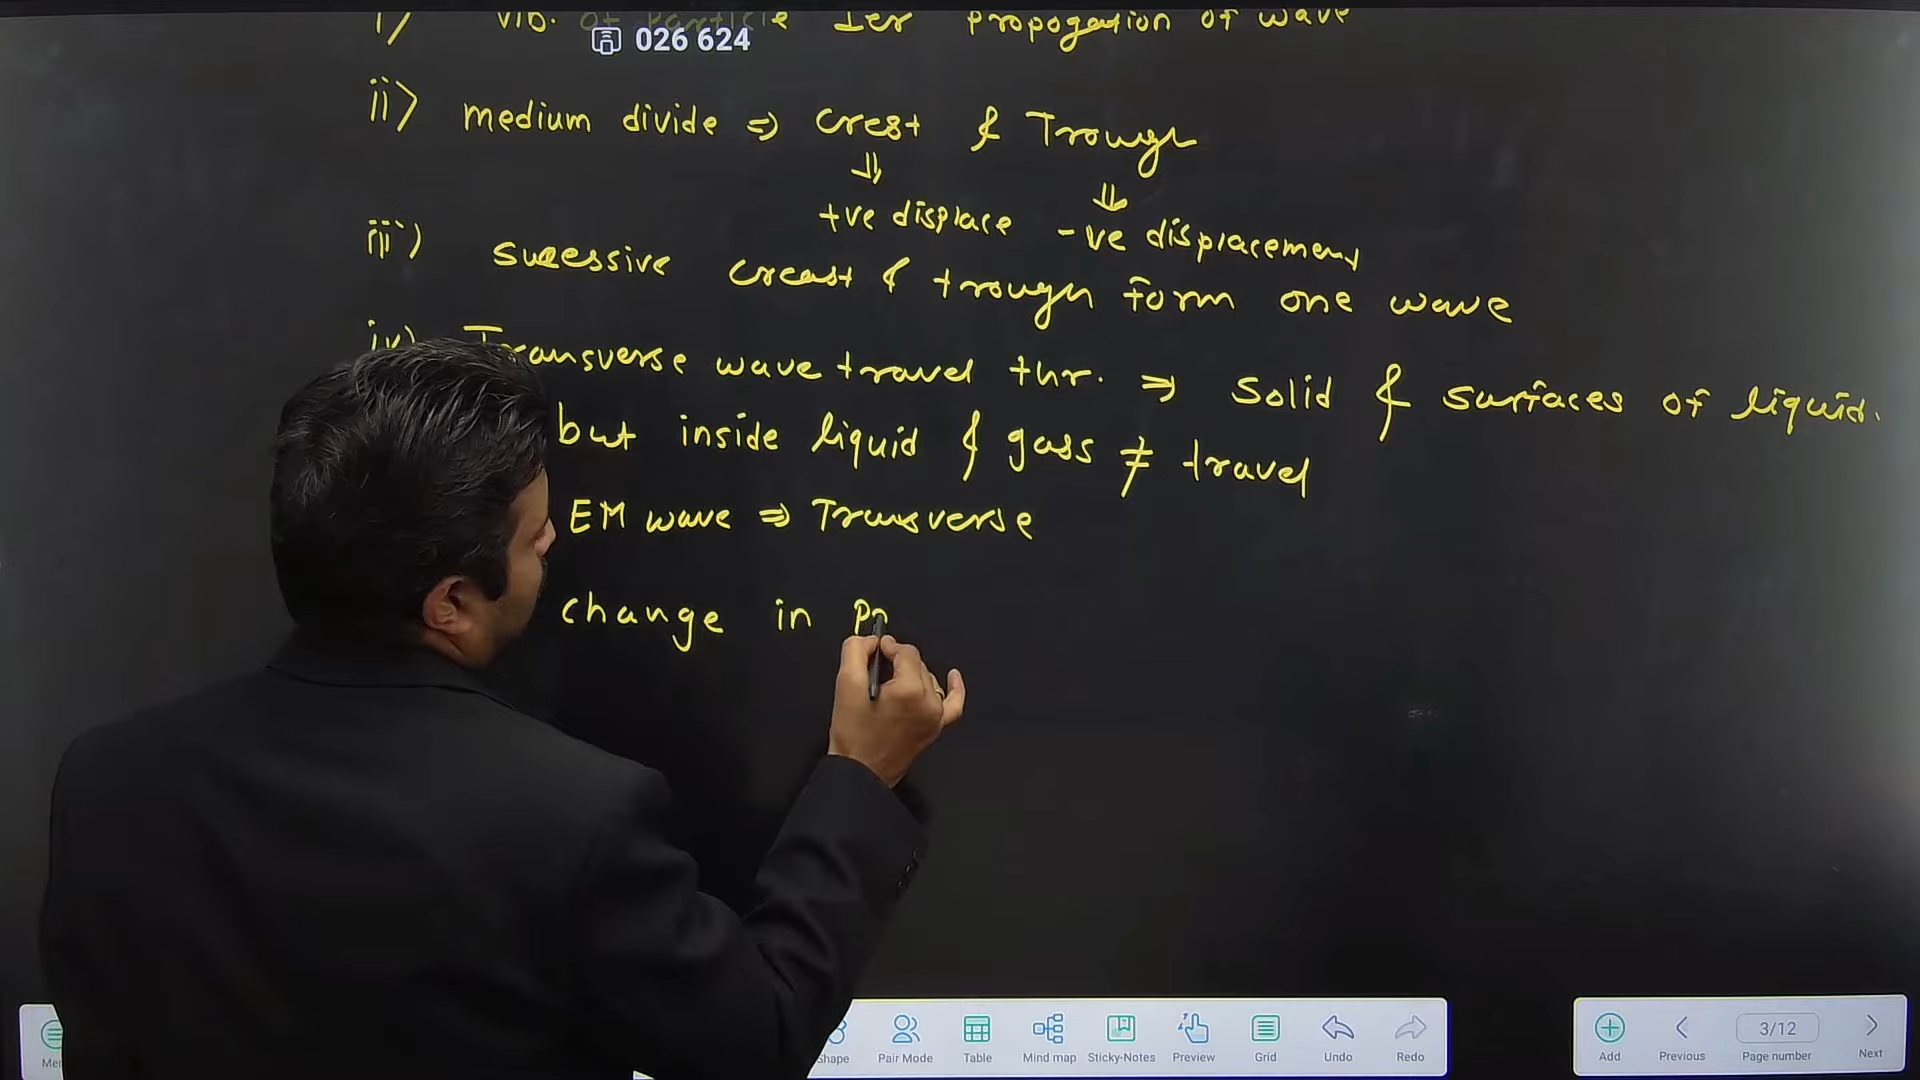 i) vib. of Particle ⊥er propogation of wave
026 624
ii) medium divide ⇒ Crest & Trough
⇓ ⇓
+ve displace -ve displacement
iii) sucessive creast & trough form one wave
iv) Transverse wave travel thr. ⇒ Solid & surfaces of liquid.
but inside liquid & gass ≠ travel
EM wave ⇒ Transverse
change in Pr
Shape Pair Mode Table Mind map Sticky-Notes Preview Grid Undo Redo Add Previous 3/12 Page number Next